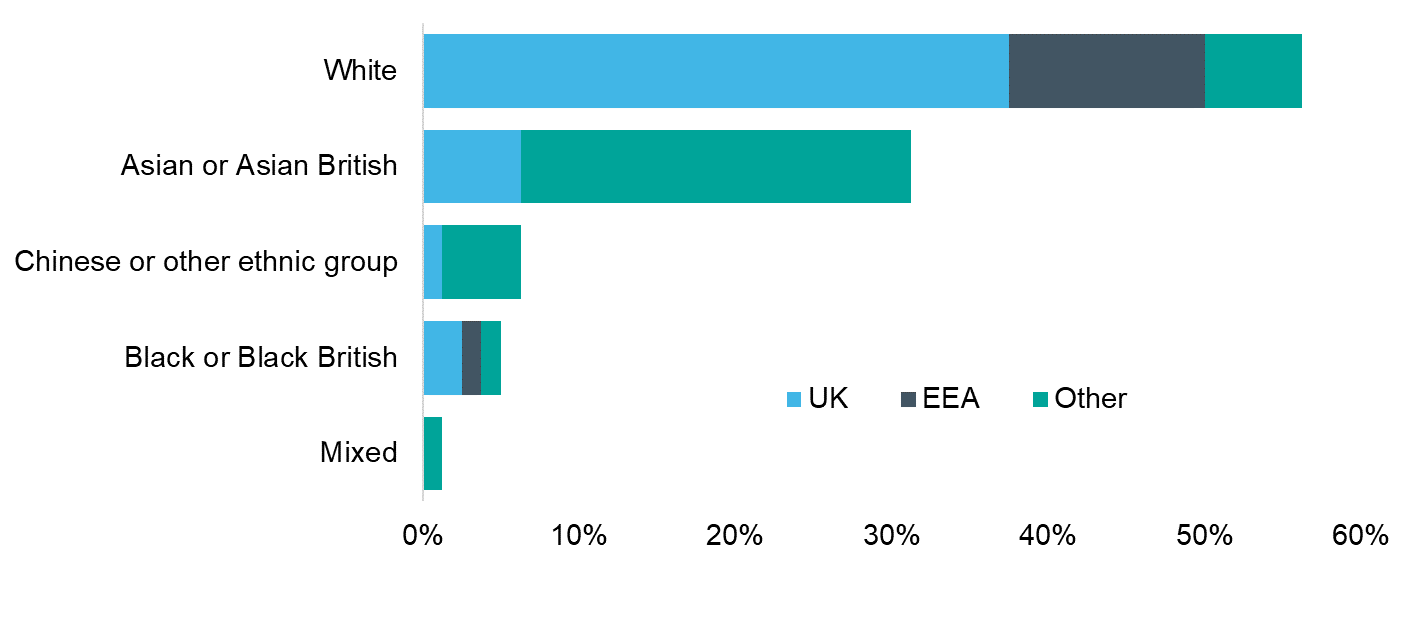 White
Asian or Asian British
Chinese or other ethnic group
Black or Black British
UK EEA Other
Mixed
0% 10% 20% 30% 40% 50% 60%